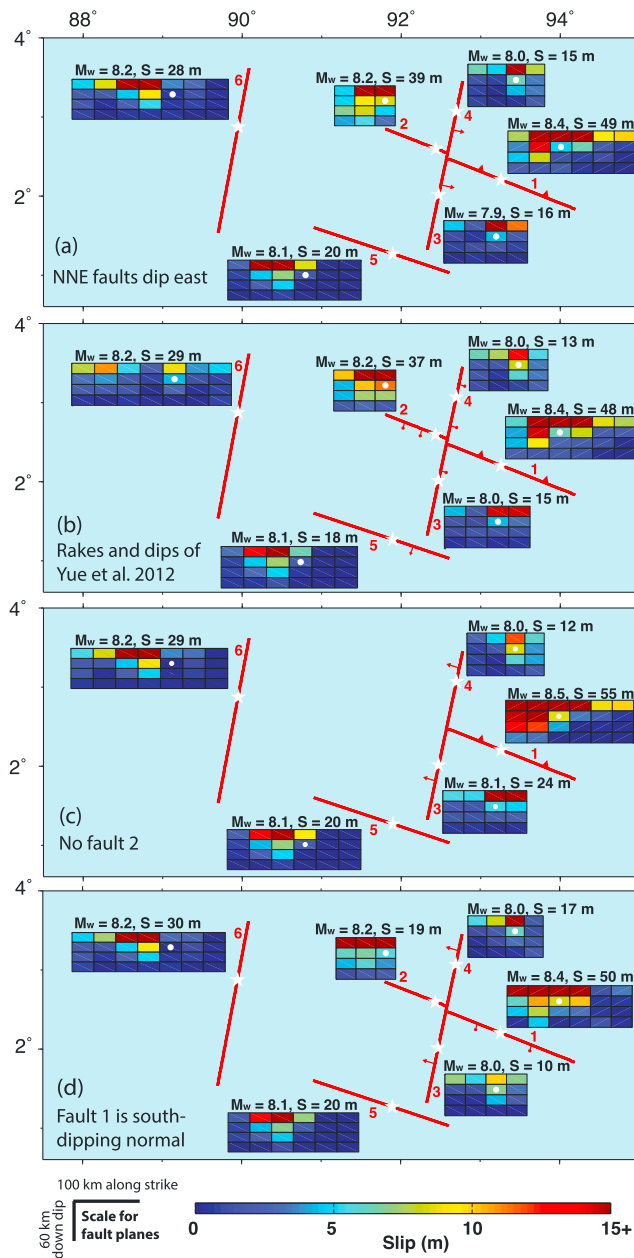 88° 90° 92° 94°
4°
Mw = 8.0, S = 15 m
Mw = 8.2, S = 28 m
6
Mw = 8.2, S = 39 m
4
2
Mw = 8.4, S = 49 m
2°
1
(a)
Mw = 7.9, S = 16 m
3
NNE faults dip east
5
Mw = 8.1, S = 20 m
4°
Mw = 8.0, S = 13 m
Mw = 8.2, S = 29 m
6
Mw = 8.2, S = 37 m
4
2
Mw = 8.4, S = 48 m
2°
1
(b)
Mw = 8.0, S = 15 m
3
Rakes and dips of
Yue et al. 2012
5
Mw = 8.1, S = 18 m
4°
Mw = 8.0, S = 12 m
Mw = 8.2, S = 29 m
6
4
Mw = 8.5, S = 55 m
2°
1
(c)
Mw = 8.1, S = 24 m
3
No fault 2
5
Mw = 8.1, S = 20 m
4°
Mw = 8.0, S = 17 m
Mw = 8.2, S = 30 m
6
Mw = 8.2, S = 19 m
4
2
Mw = 8.4, S = 50 m
2°
1
(d)
Mw = 8.0, S = 10 m
3
Fault 1 is south-
dipping normal
5
Mw = 8.1, S = 20 m
100 km along strike
60 km
down dip
Scale for
fault planes
0 5 10 15+
Slip (m)